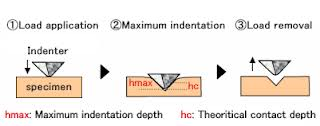 ①Load application ②Maximum indentation ③Load removal
Indenter
specimen
hmax
hc
hmax: Maximum indentation depth hc: Theoritical contact depth